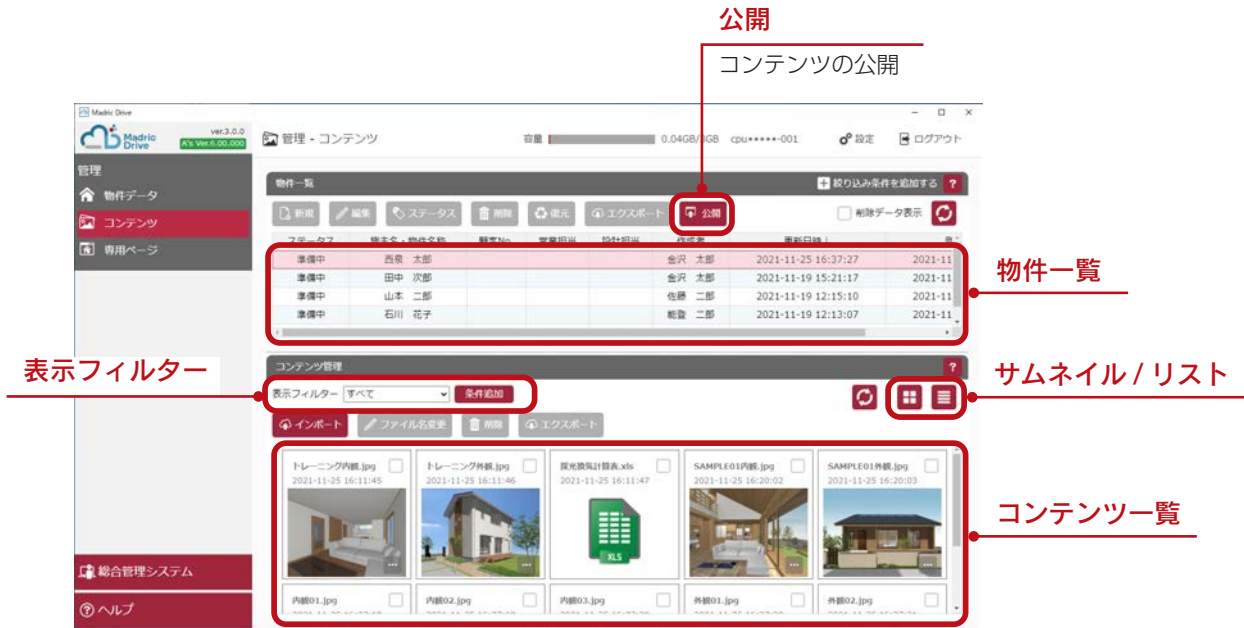 公開
コンテンツの公開
Madric Drive
Madric Drive
ver.3.0.0
A's Ver.6.00.000
管理 - コンテンツ
容量
0.04GB/
GB
cpu*****-001
設定
ログアウト
管理
物件データ
コンテンツ
専用ページ
総合管理システム
ヘルプ
物件一覧
絞り込み条件を追加する
?
新規
編集
ステータス
削除
復元
エクスポート
公開
削除データ表示
ステータス 施主名・物件名称 顧客No 営業担当 設計担当 作成者 更新日時↓
準備中 西泉 太郎 金沢 太郎 2021-11-25 16:37:27 2021-11
準備中 田中 次郎 金沢 太郎 2021-11-19 15:21:17 2021-11
準備中 山本 二郎 佐藤 二郎 2021-11-19 12:15:10 2021-11
準備中 石川 花子 能登 二郎 2021-11-19 12:13:07 2021-11
物件一覧
表示フィルター
コンテンツ管理
?
表示フィルター すべて 条件追加
サムネイル / リスト
インポート
ファイル名変更
削除
エクスポート
トレーニング内観.jpg
2021-11-25 16:11:45
トレーニング外観.jpg
2021-11-25 16:11:46
採光換気計算表.xls
2021-11-25 16:11:47
XLS
SAMPLE01内観.jpg
2021-11-25 16:20:02
SAMPLE01外観.jpg
2021-11-25 16:20:03
コンテンツ一覧
内観01.jpg
内観02.jpg
内観03.jpg
外観01.jpg
外観02.jpg